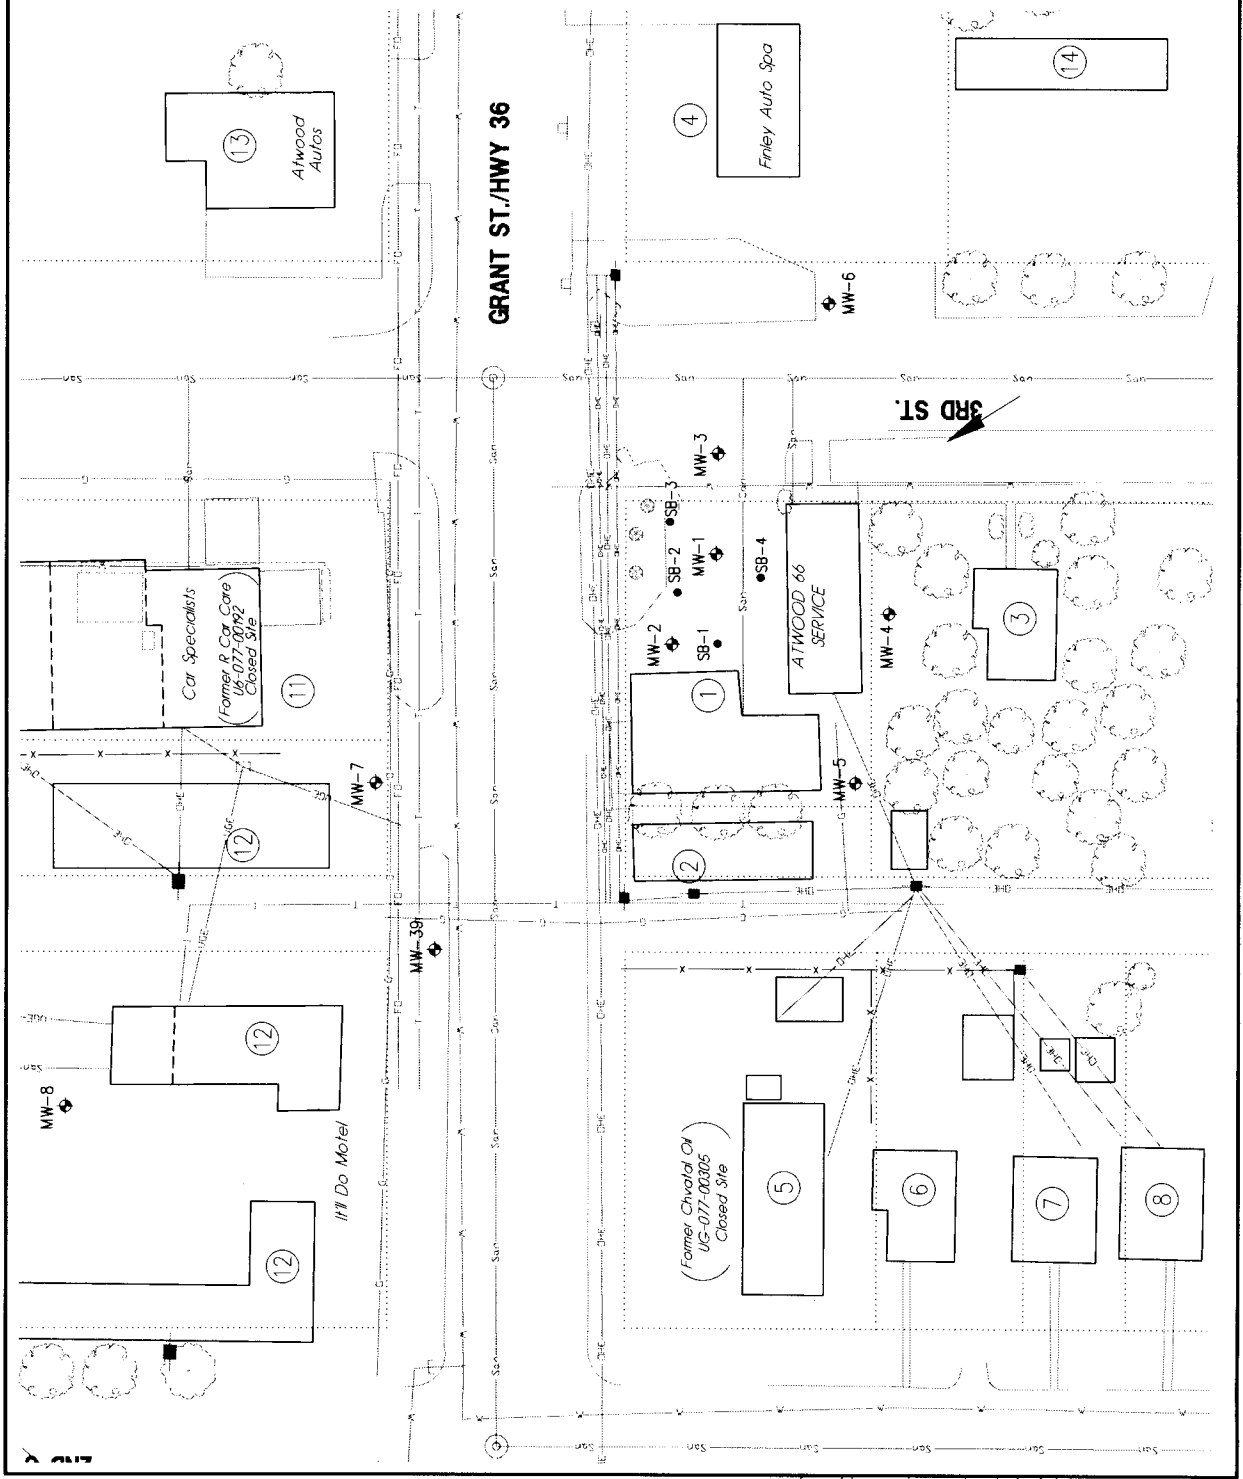 13
Atwood
Autos
GRANT ST./HWY 36
4
Finley Auto Spa
14
MW-6
3RD ST.
MW-3
SB-3
MW-1
SB-2
SB-4
MW-2
SB-1
ATWOOD 66
SERVICE
MW-4
3
1
MW-5
2
Car Specialists
(Former R Car Care
U6-077-00192
Closed Site)
11
MW-7
12
MW-39
12
MW-8
It'll Do Motel
12
(Former Chvatal Oil
UG-077-00305
Closed Site)
5
6
7
8
OHE
San
UGE
FO
T
G
W
X